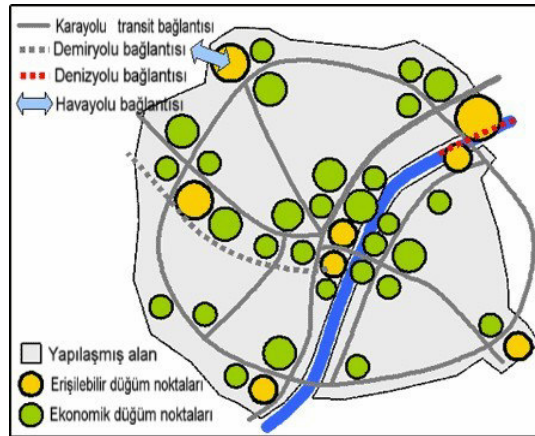 Karayolu transit bağlantısı
Demiryolu bağlantısı
Denizyolu bağlantısı
Havayolu bağlantısı
Yapılaşmış alan
Erişilebilir düğüm noktaları
Ekonomik düğüm noktaları